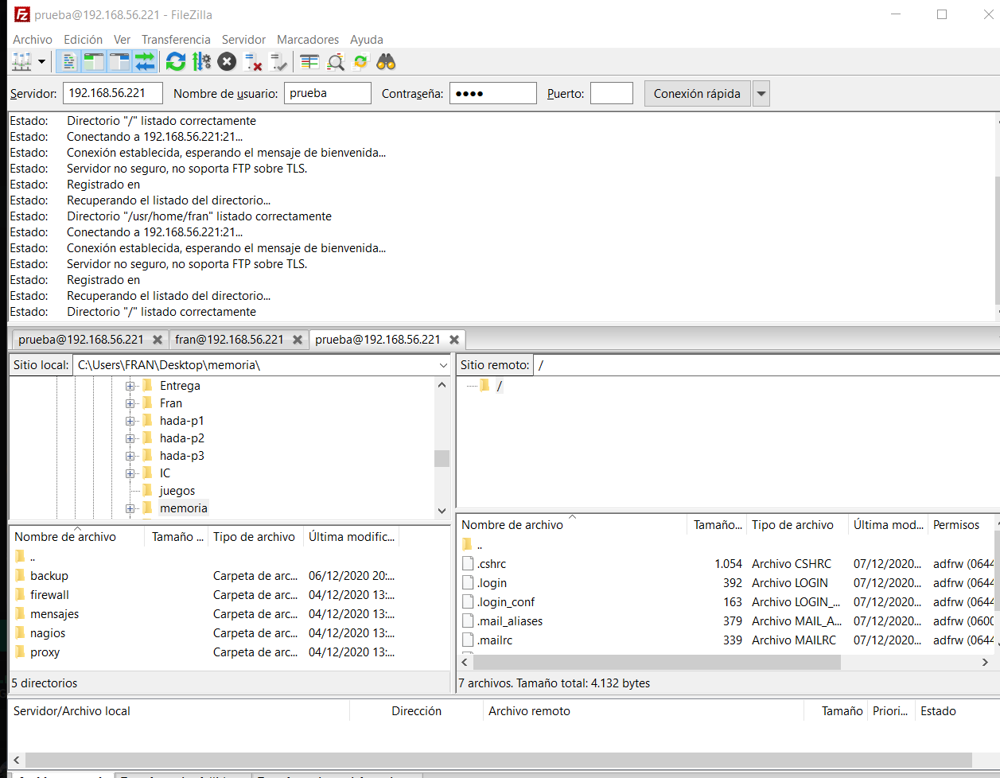 prueba@192.168.56.221 - FileZilla
Archivo Edición Ver Transferencia Servidor Marcadores Ayuda
Servidor: 192.168.56.221 Nombre de usuario: prueba Contraseña: ●●●● Puerto: Conexión rápida
Estado: Directorio "/" listado correctamente
Estado: Conectando a 192.168.56.221:21...
Estado: Conexión establecida, esperando el mensaje de bienvenida...
Estado: Servidor no seguro, no soporta FTP sobre TLS.
Estado: Registrado en
Estado: Recuperando el listado del directorio...
Estado: Directorio "/usr/home/fran" listado correctamente
Estado: Conectando a 192.168.56.221:21...
Estado: Conexión establecida, esperando el mensaje de bienvenida...
Estado: Servidor no seguro, no soporta FTP sobre TLS.
Estado: Registrado en
Estado: Recuperando el listado del directorio...
Estado: Directorio "/" listado correctamente
prueba@192.168.56.221 fran@192.168.56.221 prueba@192.168.56.221
Sitio local: C:\Users\FRAN\Desktop\memoria\
Entrega
Fran
hada-p1
hada-p2
hada-p3
IC
juegos
memoria
Nombre de archivo Tamaño ... Tipo de archivo Última modific...
..
backup Carpeta de arc... 06/12/2020 20:...
firewall Carpeta de arc... 04/12/2020 13:...
mensajes Carpeta de arc... 04/12/2020 13:...
nagios Carpeta de arc... 04/12/2020 13:...
proxy Carpeta de arc... 04/12/2020 13:...
5 directorios
Sitio remoto: /
/
Nombre de archivo Tamaño... Tipo de archivo Última mod... Permisos
..
.cshrc 1.054 Archivo CSHRC 07/12/2020... adfrw (0644
.login 392 Archivo LOGIN 07/12/2020... adfrw (0644
.login_conf 163 Archivo LOGIN_... 07/12/2020... adfrw (0644
.mail_aliases 379 Archivo MAIL_A... 07/12/2020... adfrw (0600
.mailrc 339 Archivo MAILRC 07/12/2020... adfrw (0644
7 archivos. Tamaño total: 4.132 bytes
Servidor/Archivo local Dirección Archivo remoto Tamaño Priori... Estado